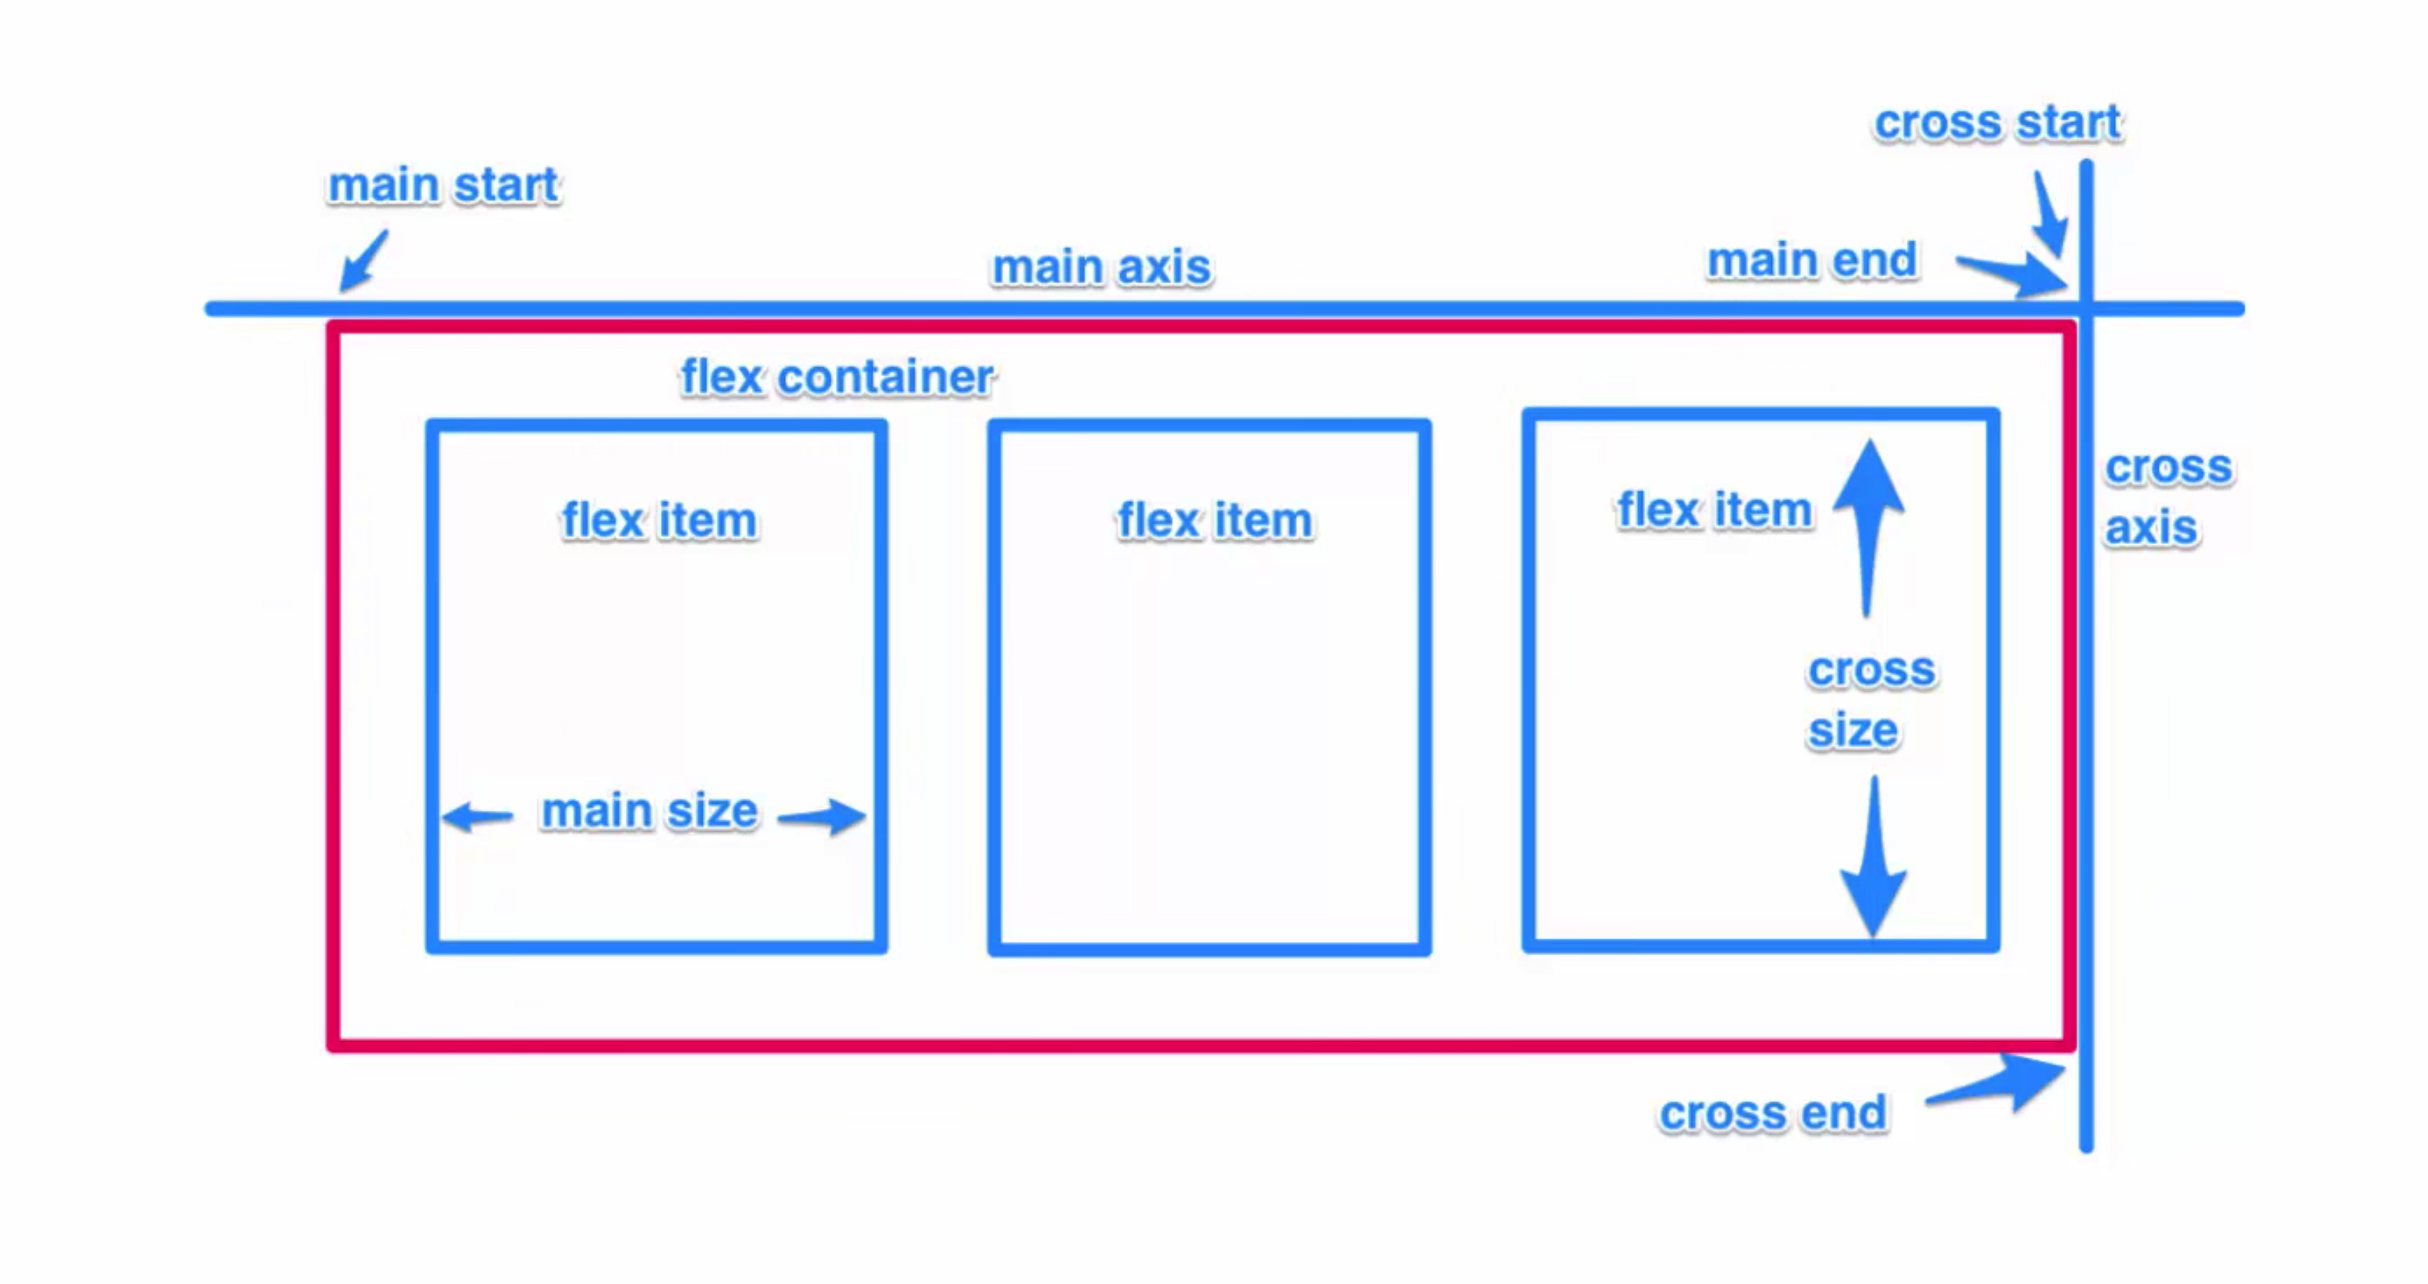 cross start
main start
main axis
main end
flex container
cross
axis
flex item
flex item
flex item
cross
size
main size
cross end